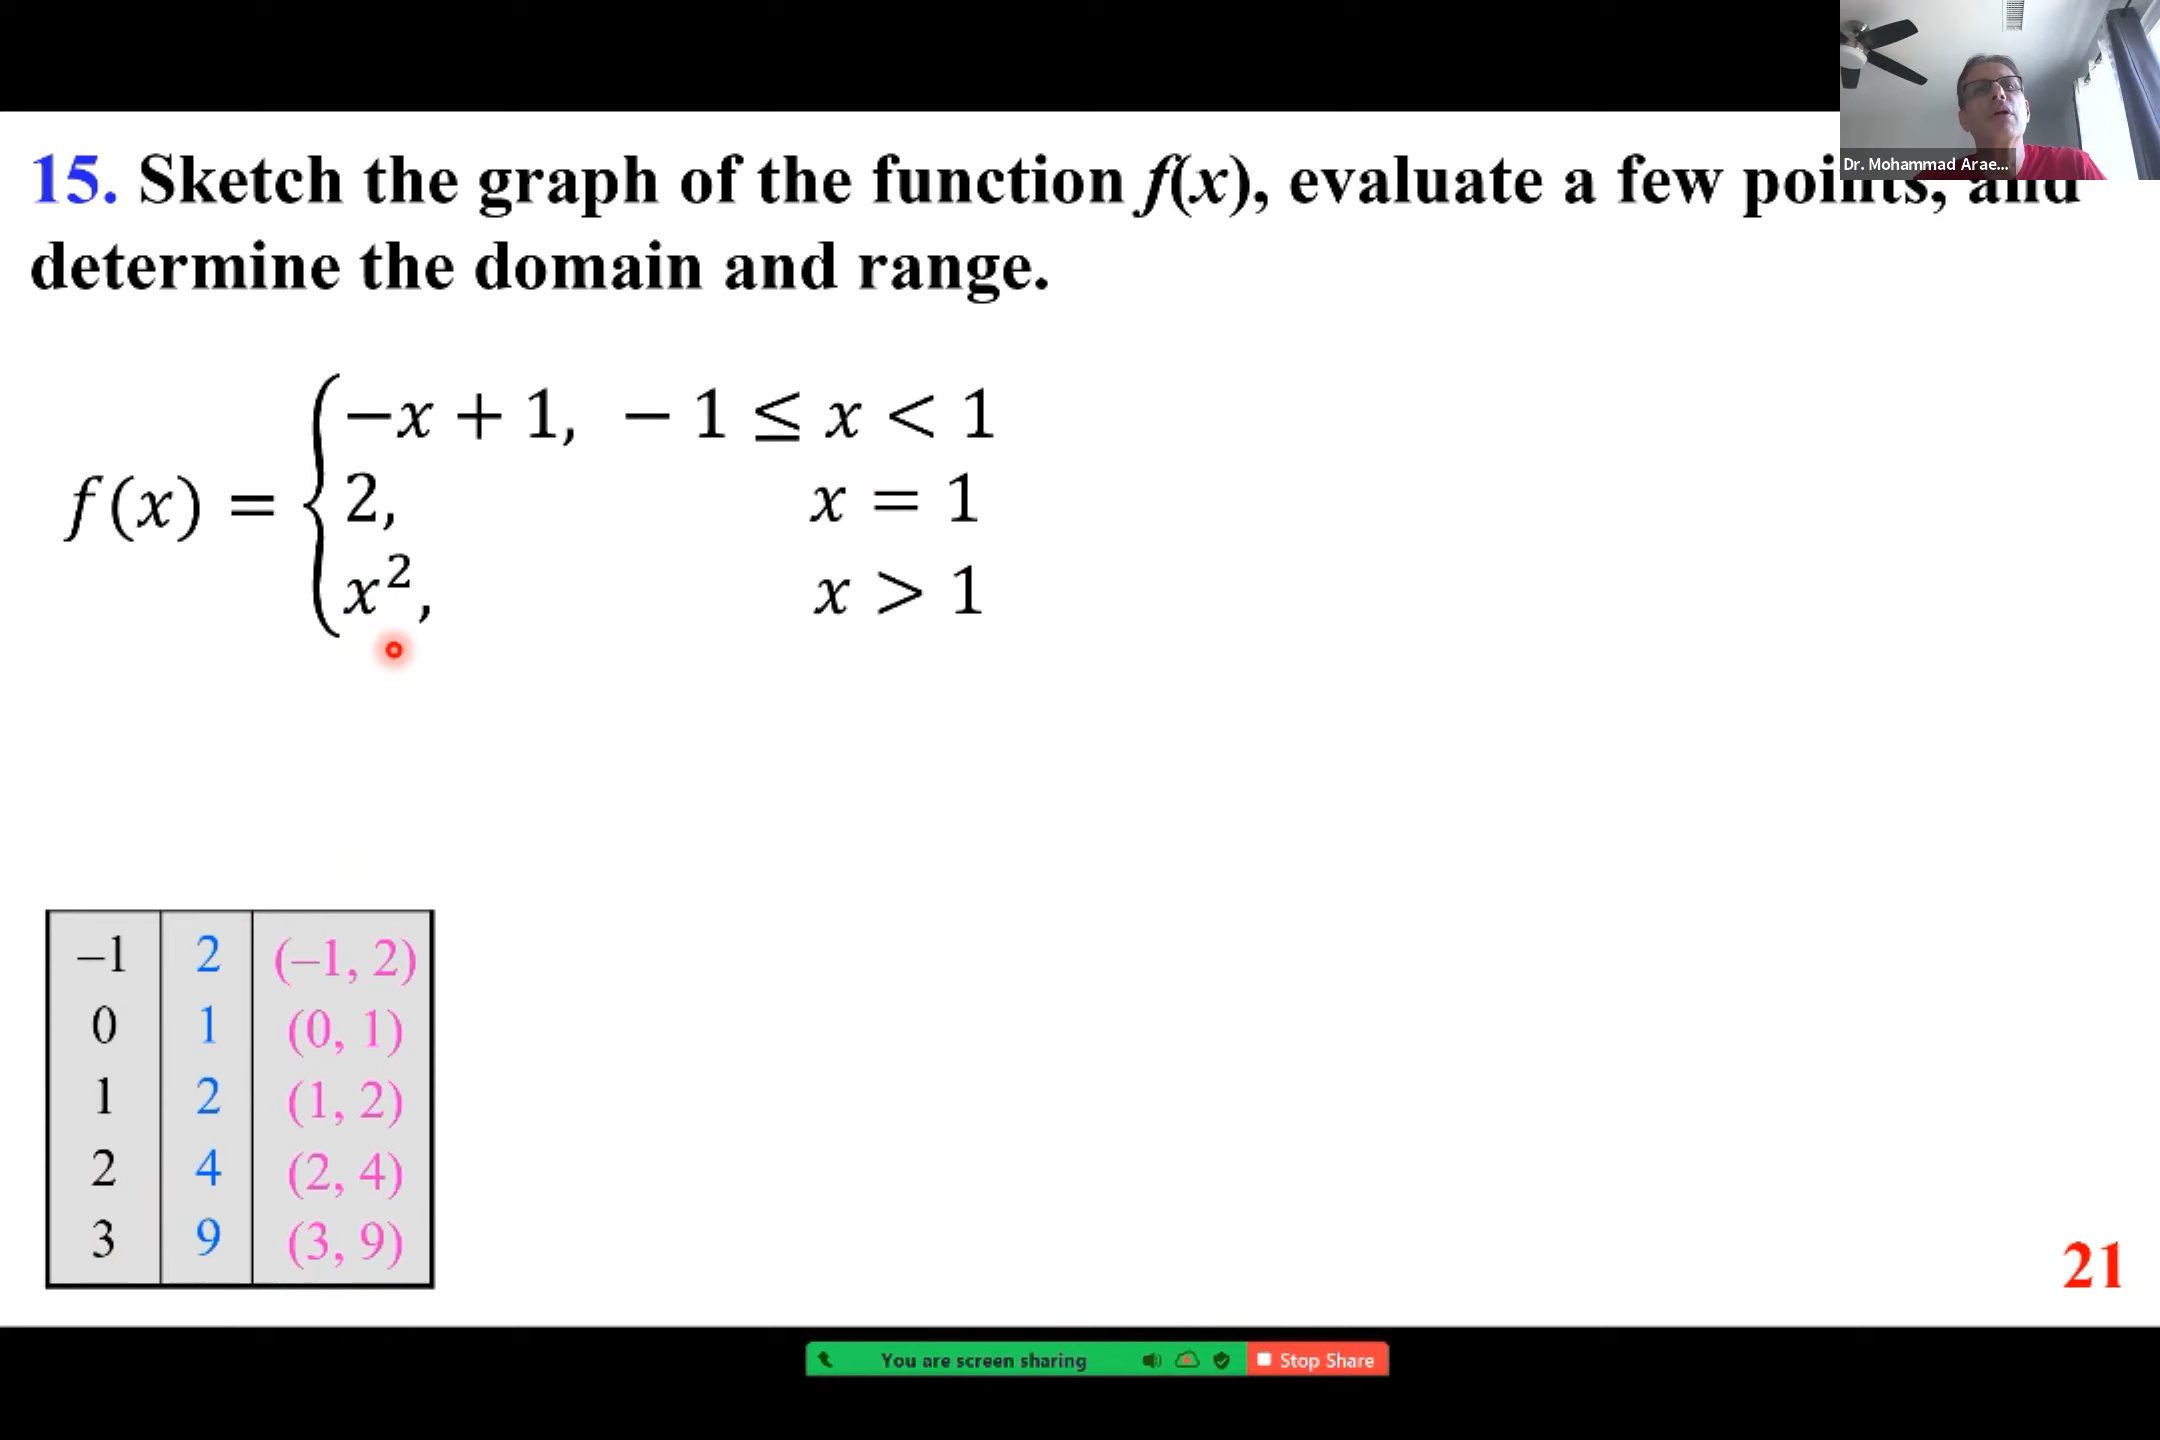 Dr. Mohammad Arae...
15. Sketch the graph of the function f(x), evaluate a few points, and
determine the domain and range.
f(x) = { −x + 1, − 1 ≤ x < 1
2, x = 1
x², x > 1
–1 2 (–1, 2)
0 1 (0, 1)
1 2 (1, 2)
2 4 (2, 4)
3 9 (3, 9)
21
You are screen sharing Stop Share